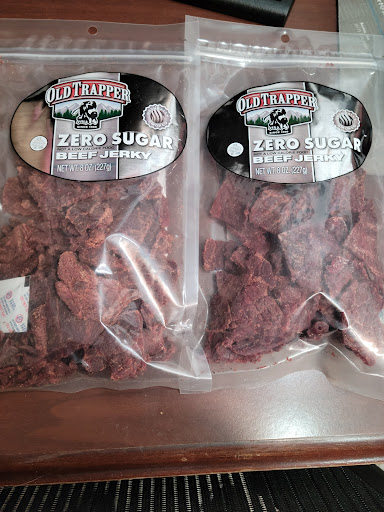 OLD TRAPPER
ZERO SUGAR
BEEF JERKY
NET WT. 8 OZ. (227g)
OLD TRAPPER
ZERO SUGAR
BEEF JERKY
NET WT. 8 OZ. (227g)